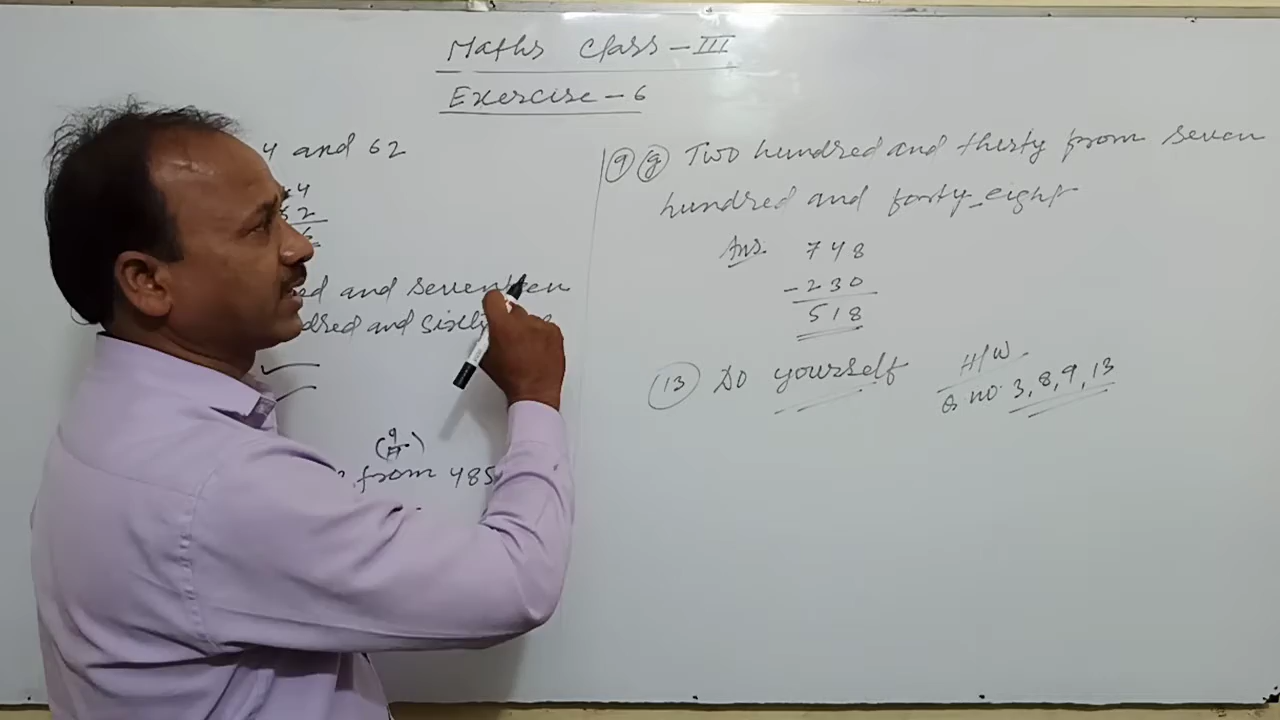 Maths Class - III
Exercise - 6
4 and 62
and seventeen
dred and sixty
from 485
9 g Two hundred and thirty from seven
hundred and forty-eight
Ans. 748
- 230
518
13 Do yourself
H/W
Q no. 3, 8, 9, 13